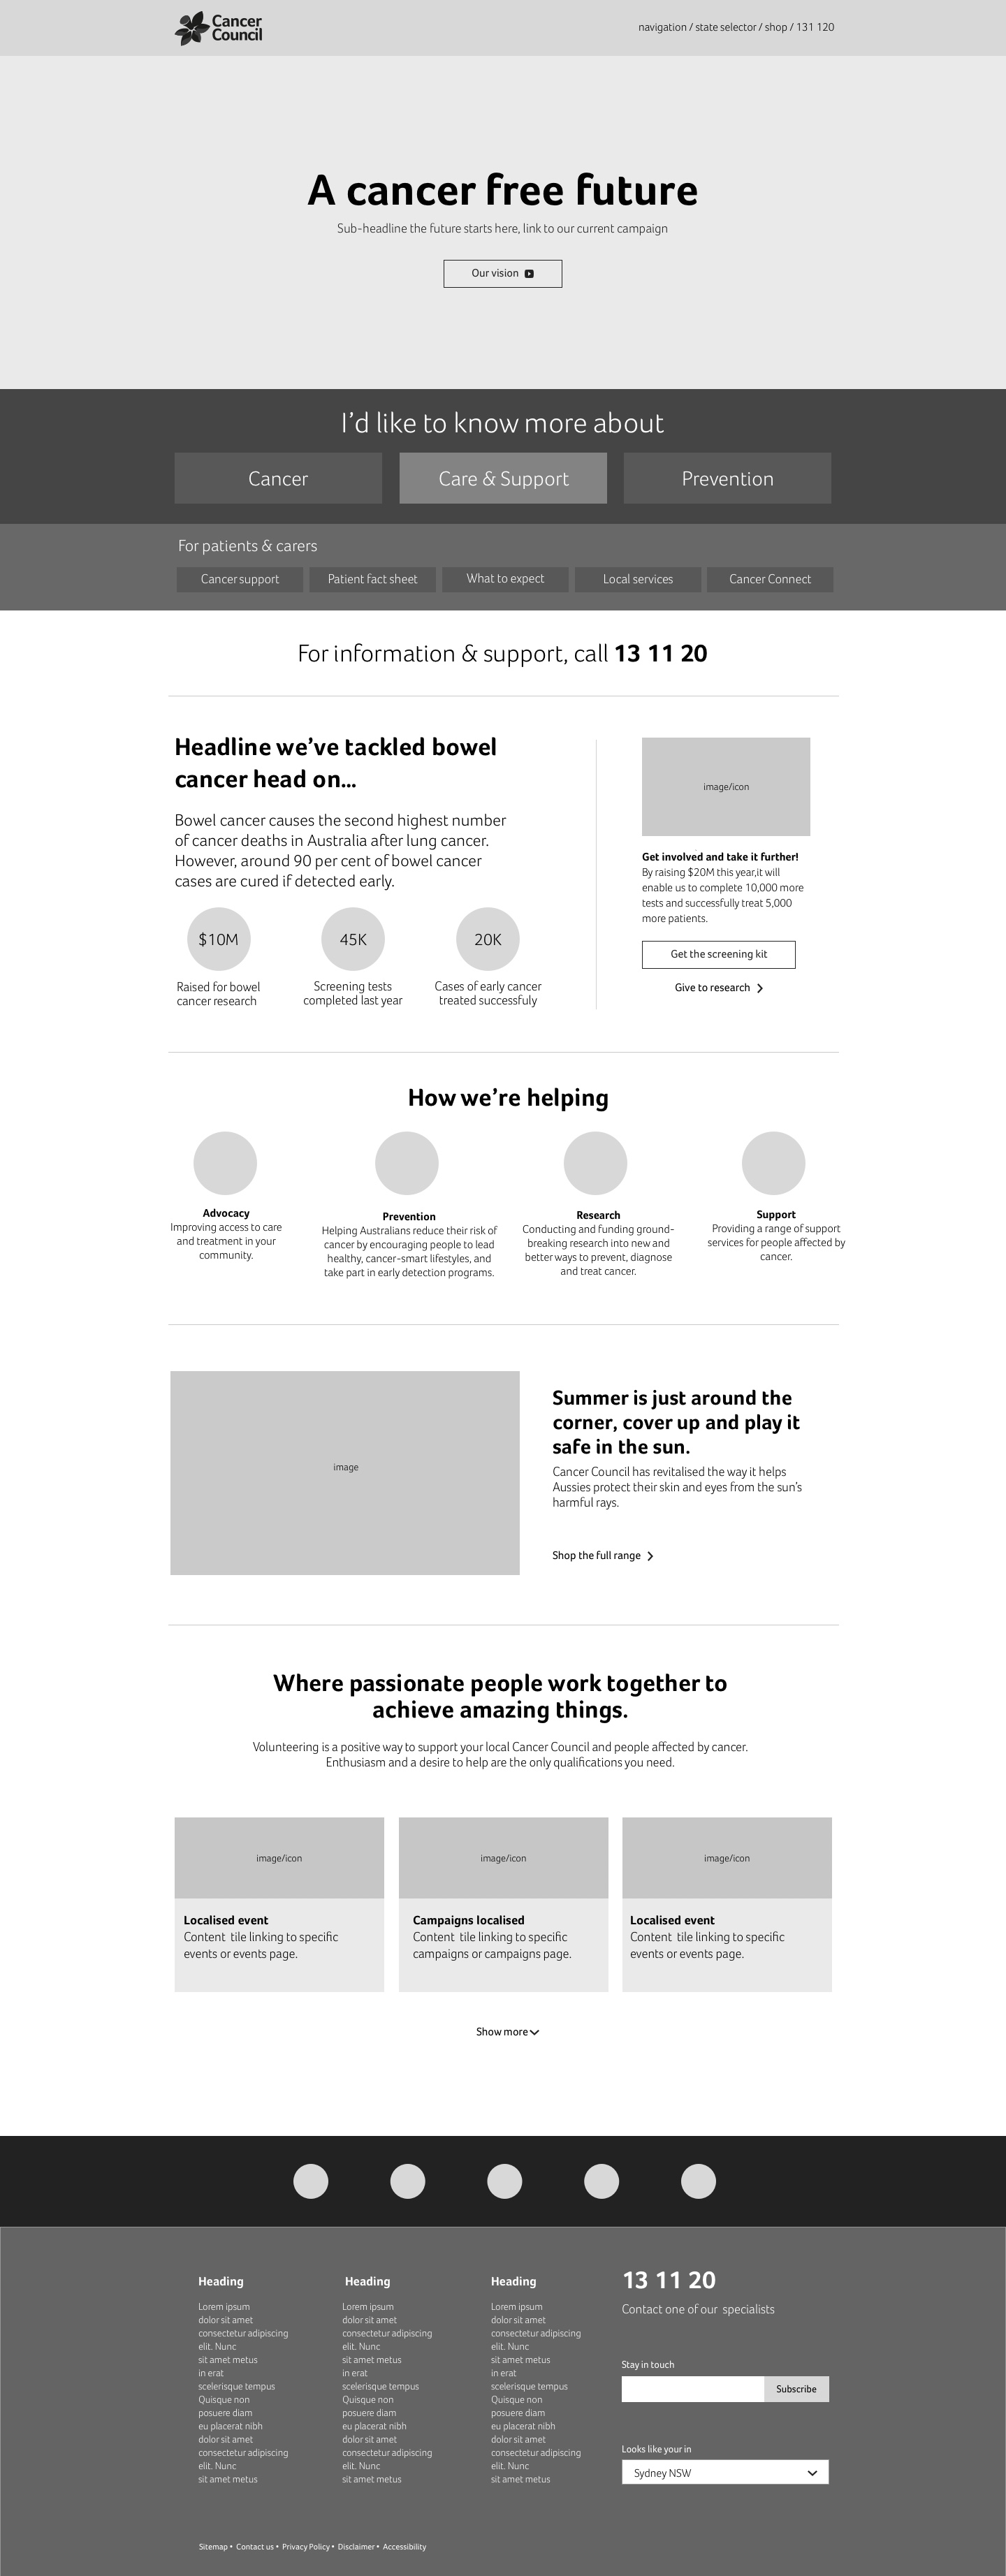 Cancer
Council
navigation / state selector / shop / 131 120
A cancer free future
Sub-headline the future starts here, link to our current campaign
Our vision
I’d like to know more about
Cancer
Care & Support
Prevention
For patients & carers
Cancer support
Patient fact sheet
What to expect
Local services
Cancer Connect
For information & support, call 13 11 20
Headline we’ve tackled bowel
cancer head on...
Bowel cancer causes the second highest number
of cancer deaths in Australia after lung cancer.
However, around 90 per cent of bowel cancer
cases are cured if detected early.
$10M
Raised for bowel
cancer research
45K
Screening tests
completed last year
20K
Cases of early cancer
treated successfuly
image/icon
Get involved and take it further!
By raising $20M this year,it will
enable us to complete 10,000 more
tests and successfully treat 5,000
more patients.
Get the screening kit
Give to research
How we’re helping
Advocacy
Improving access to care
and treatment in your
community.
Prevention
Helping Australians reduce their risk of
cancer by encouraging people to lead
healthy, cancer-smart lifestyles, and
take part in early detection programs.
Research
Conducting and funding ground-
breaking research into new and
better ways to prevent, diagnose
and treat cancer.
Support
Providing a range of support
services for people affected by
cancer.
image
Summer is just around the
corner, cover up and play it
safe in the sun.
Cancer Council has revitalised the way it helps
Aussies protect their skin and eyes from the sun’s
harmful rays.
Shop the full range
Where passionate people work together to
achieve amazing things.
Volunteering is a positive way to support your local Cancer Council and people affected by cancer.
Enthusiasm and a desire to help are the only qualifications you need.
image/icon
Localised event
Content tile linking to specific
events or events page.
image/icon
Campaigns localised
Content tile linking to specific
campaigns or campaigns page.
image/icon
Localised event
Content tile linking to specific
events or events page.
Show more
Heading
Lorem ipsum
dolor sit amet
consectetur adipiscing
elit. Nunc
sit amet metus
in erat
scelerisque tempus
Quisque non
posuere diam
eu placerat nibh
dolor sit amet
consectetur adipiscing
elit. Nunc
sit amet metus
Heading
Lorem ipsum
dolor sit amet
consectetur adipiscing
elit. Nunc
sit amet metus
in erat
scelerisque tempus
Quisque non
posuere diam
eu placerat nibh
dolor sit amet
consectetur adipiscing
elit. Nunc
sit amet metus
Heading
Lorem ipsum
dolor sit amet
consectetur adipiscing
elit. Nunc
sit amet metus
in erat
scelerisque tempus
Quisque non
posuere diam
eu placerat nibh
dolor sit amet
consectetur adipiscing
elit. Nunc
sit amet metus
13 11 20
Contact one of our specialists
Stay in touch
Subscribe
Looks like your in
Sydney NSW
Sitemap • Contact us • Privacy Policy • Disclaimer • Accessibility